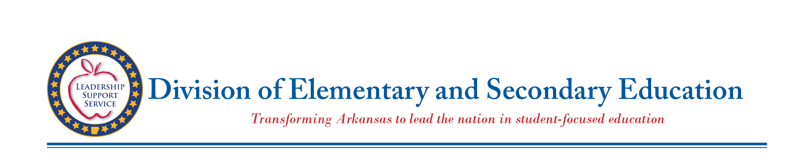 LEADERSHIP
SUPPORT
SERVICE
Division of Elementary and Secondary Education
Transforming Arkansas to lead the nation in student-focused education